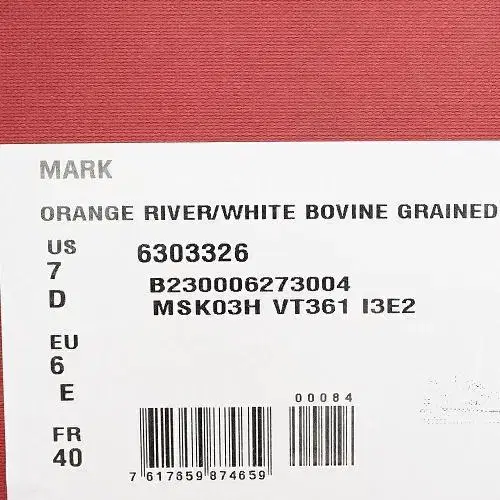 MARK
ORANGE RIVER/WHITE BOVINE GRAINED
US
7
D
6303326
B230006273004
MSK03H VT361 I3E2
EU
6
E
FR
40
00084
7 617659 874659